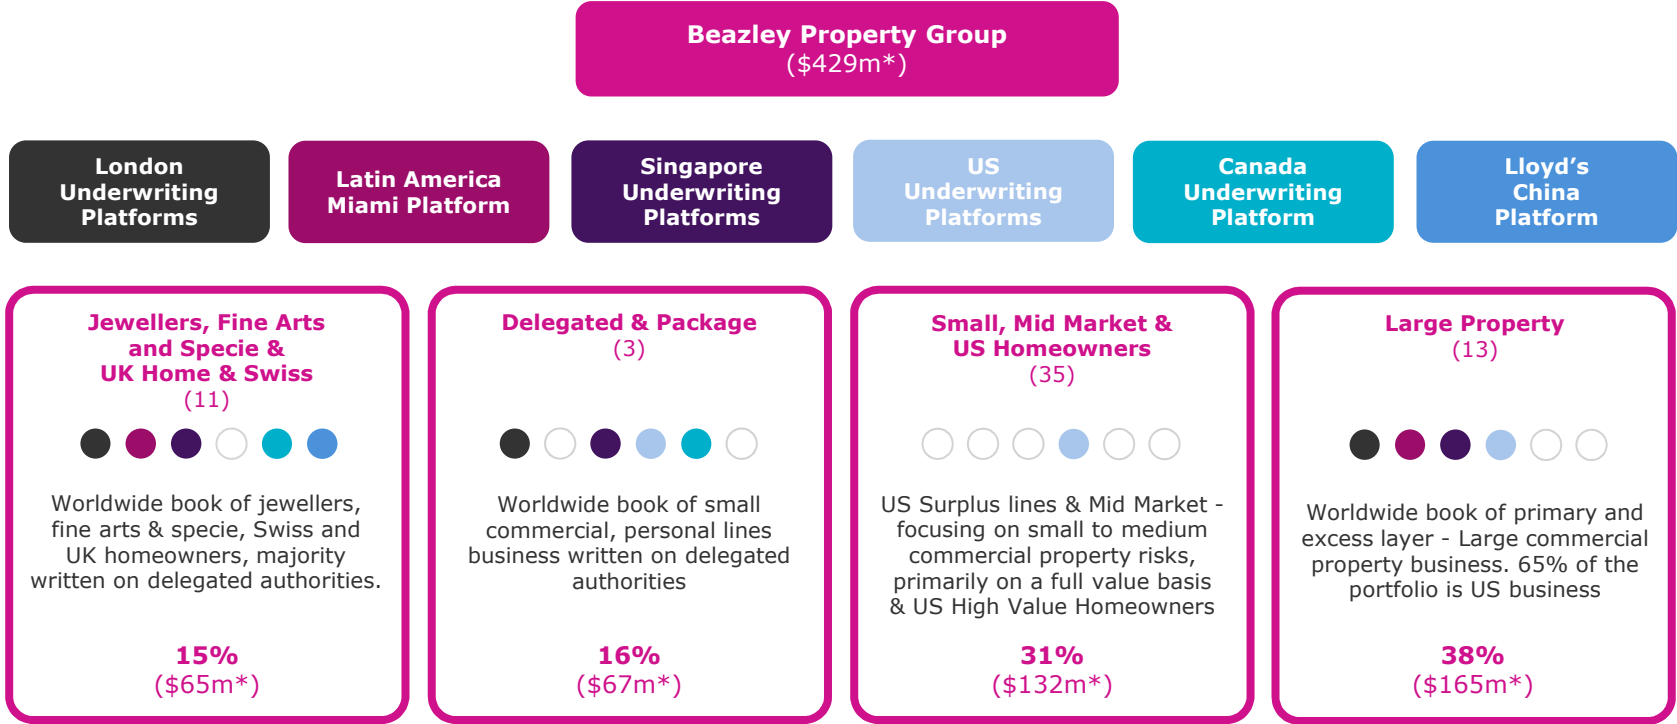 Beazley Property Group
($429m*)
London
Underwriting
Platforms
Latin America
Miami Platform
Singapore
Underwriting
Platforms
US
Underwriting
Platforms
Canada
Underwriting
Platform
Lloyd’s
China
Platform
Jewellers, Fine Arts
and Specie &
UK Home & Swiss
(11)
Worldwide book of jewellers,
fine arts & specie, Swiss and
UK homeowners, majority
written on delegated authorities.
15%
($65m*)
Delegated & Package
(3)
Worldwide book of small
commercial, personal lines
business written on delegated
authorities
16%
($67m*)
Small, Mid Market &
US Homeowners
(35)
US Surplus lines & Mid Market -
focusing on small to medium
commercial property risks,
primarily on a full value basis
& US High Value Homeowners
31%
($132m*)
Large Property
(13)
Worldwide book of primary and
excess layer - Large commercial
property business. 65% of the
portfolio is US business
38%
($165m*)